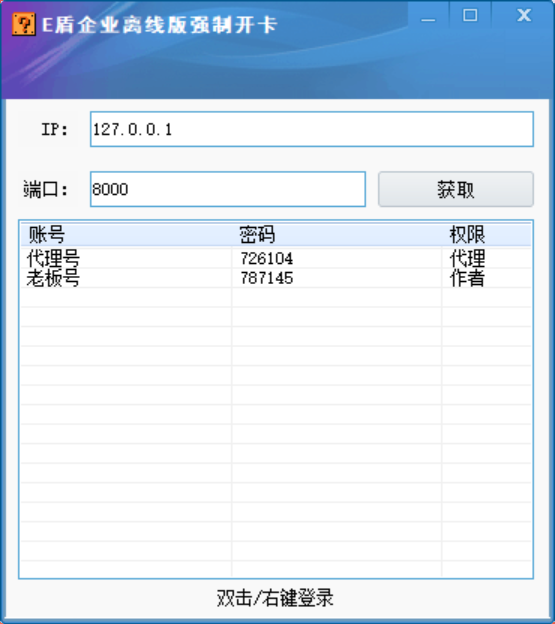 E盾企业离线版强制开卡
IP: 127.0.0.1
端口: 8000 获取
账号 密码 权限
代理号 726104 代理
老板号 787145 作者
双击/右键登录